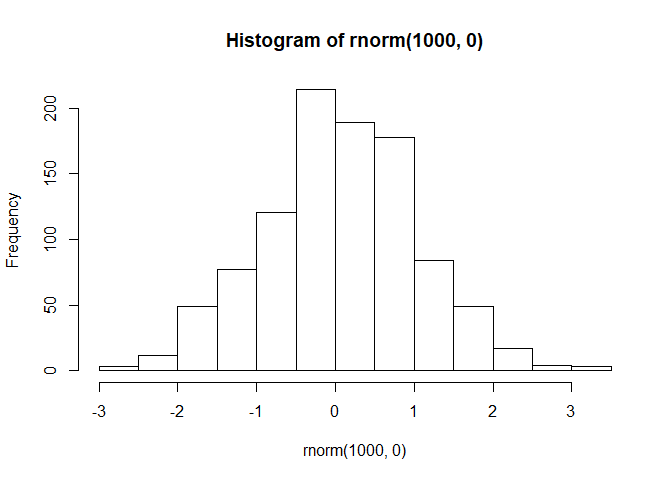 Histogram of rnorm(1000, 0)
Frequency
200
150
100
50
0
-3 -2 -1 0 1 2 3
rnorm(1000, 0)